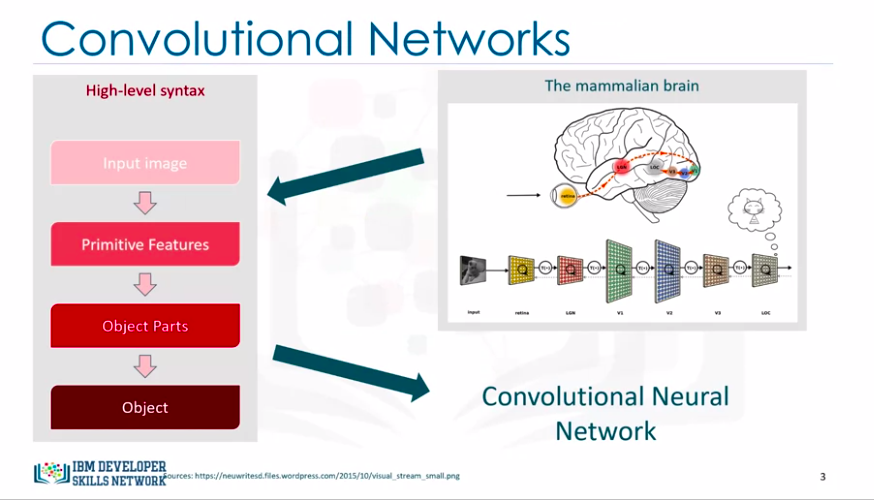 Convolutional Networks
High-level syntax
Input image
Primitive Features
Object Parts
Object
The mammalian brain
LGN
LOC
retina
input
retina
LGN
V1
V2
V3
LOC
Convolutional Neural
Network
IBM DEVELOPER
SKILLS NETWORK
Sources: https://neuwritesd.files.wordpress.com/2015/10/visual_stream_small.png
3